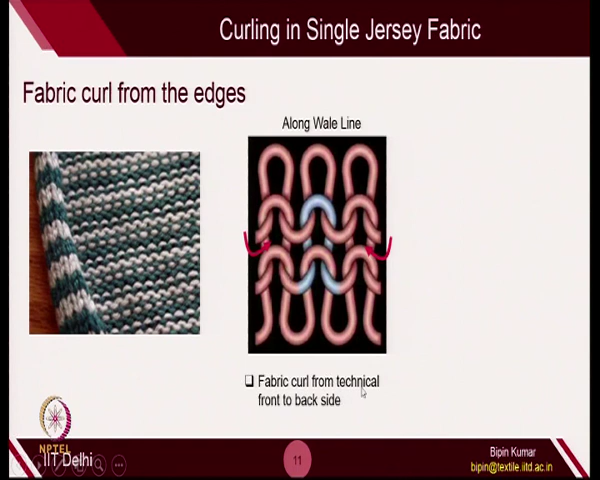 Curling in Single Jersey Fabric
Fabric curl from the edges
Along Wale Line
❑ Fabric curl from technical
front to back side
NPTEL
IIT Delhi
11
Bipin Kumar
bipin@textile.iitd.ac.in